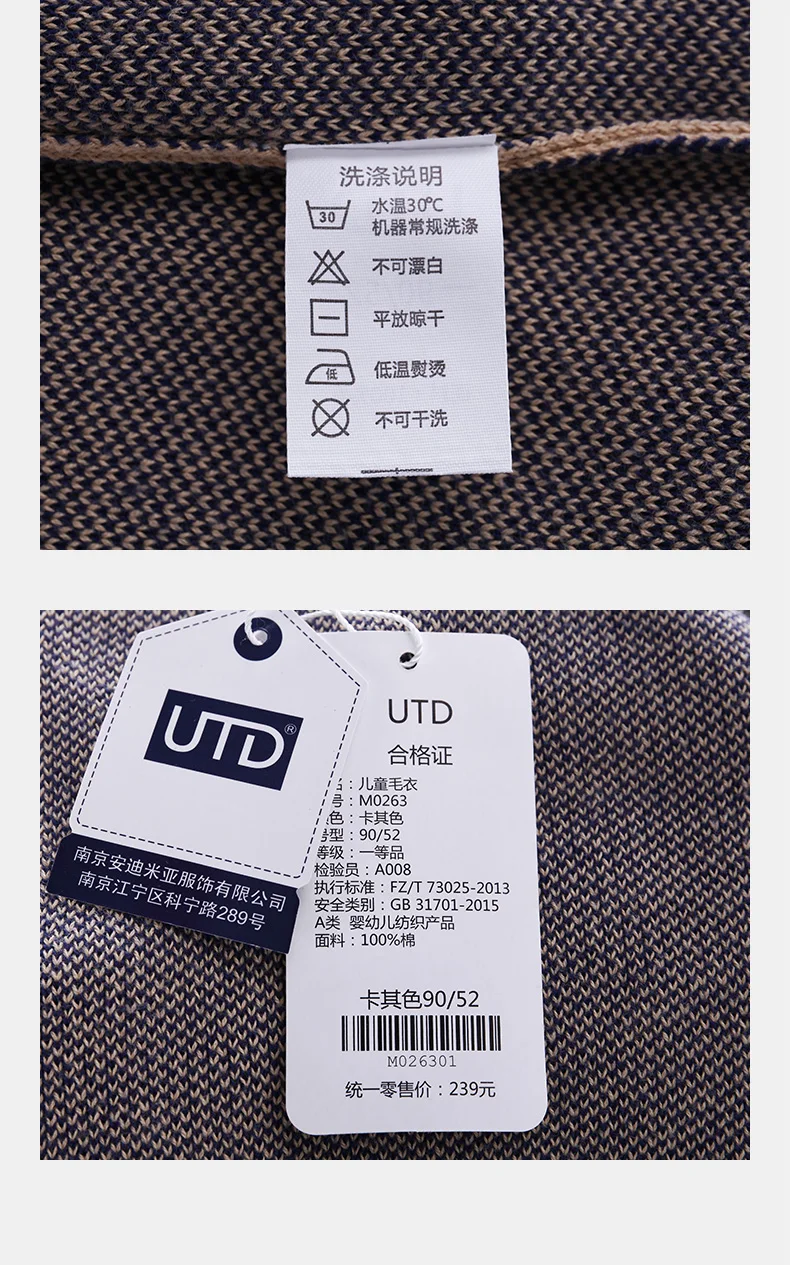 洗涤说明
30
水温30℃
机器常规洗涤
不可漂白
平放晾干
低
低温熨烫
不可干洗
UTD®
南京安迪米亚服饰有限公司
南京江宁区科宁路289号
UTD
合格证
：儿童毛衣
号：M0263
色：卡其色
号型：90/52
等级：一等品
检验员：A008
执行标准：FZ/T 73025-2013
安全类别：GB 31701-2015
A类 婴幼儿纺织产品
面料：100%棉
卡其色90/52
M026301
统一零售价：239元